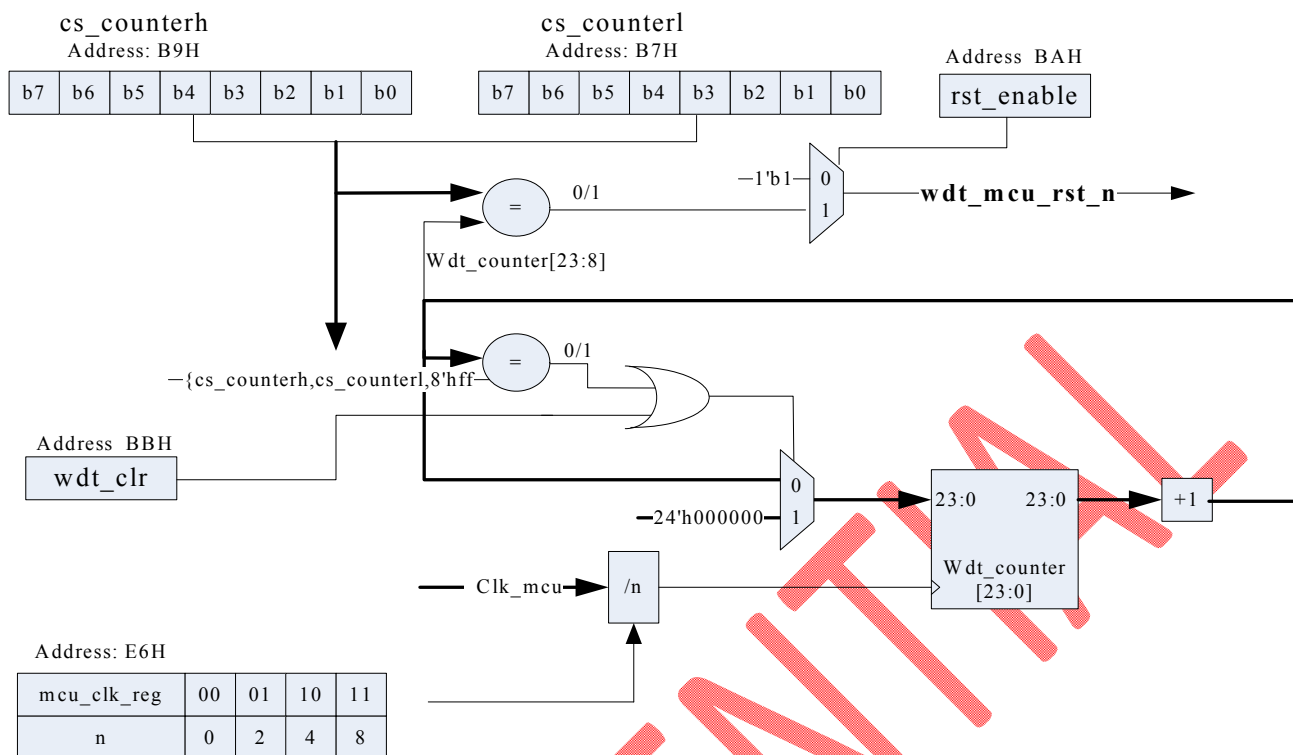 cs_counterh cs_counterl
Address: B9H Address: B7H Address BAH
b7 b6 b5 b4 b3 b2 b1 b0 b7 b6 b5 b4 b3 b2 b1 b0 rst_enable
1'b1 0 wdt_mcu_rst_n
= 0/1 1
Wdt_counter[23:8]
= 0/1
{cs_counterh,cs_counterl,8'hff
Address BBH
wdt_clr
0 23:0 23:0 +1
24'h000000 1
Clk_mcu /n Wdt_counter
[23:0]
Address: E6H
mcu_clk_reg 00 01 10 11
n 0 2 4 8